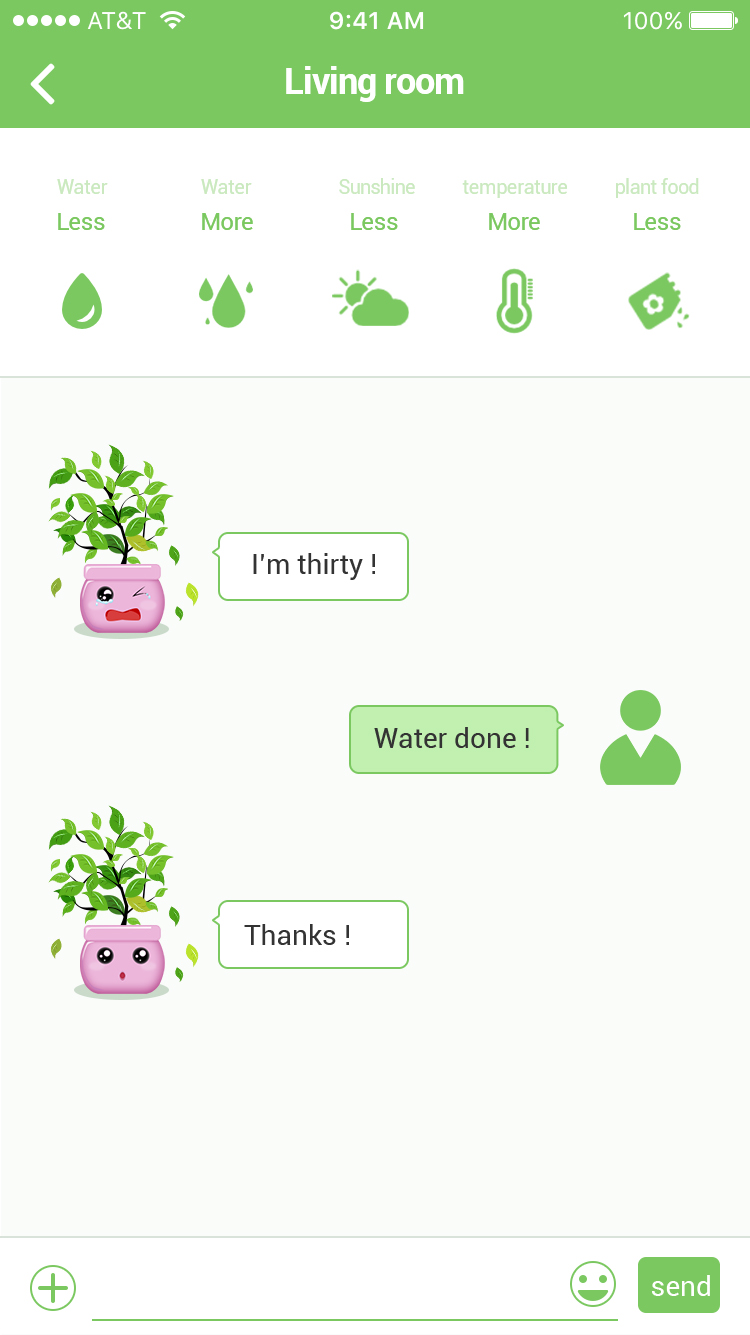 AT&T 9:41 AM 100%
Living room
Water Water Sunshine temperature plant food
Less More Less More Less
I'm thirty !
Water done !
Thanks !
send